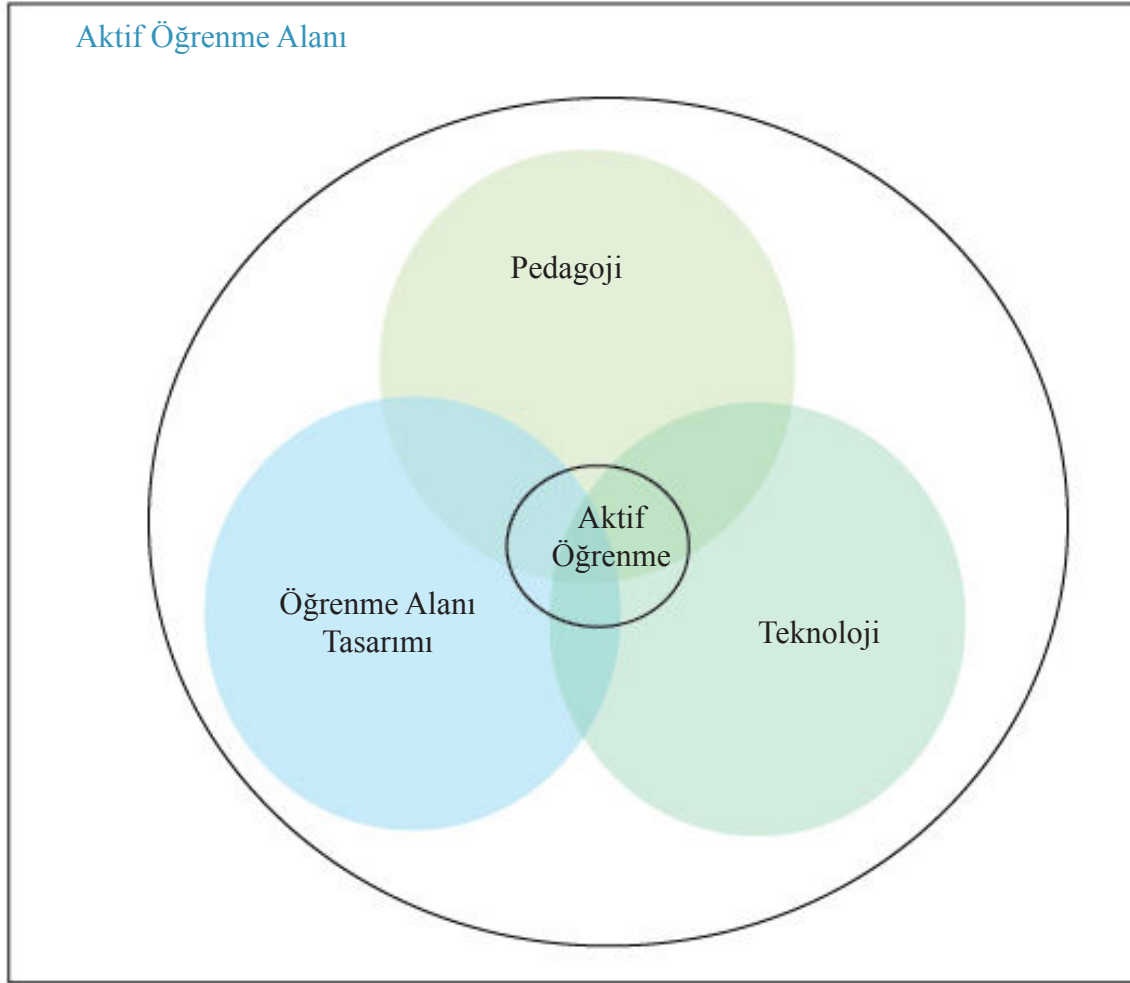 Aktif Öğrenme Alanı
Pedagoji
Aktif
Öğrenme
Öğrenme Alanı
Tasarımı
Teknoloji